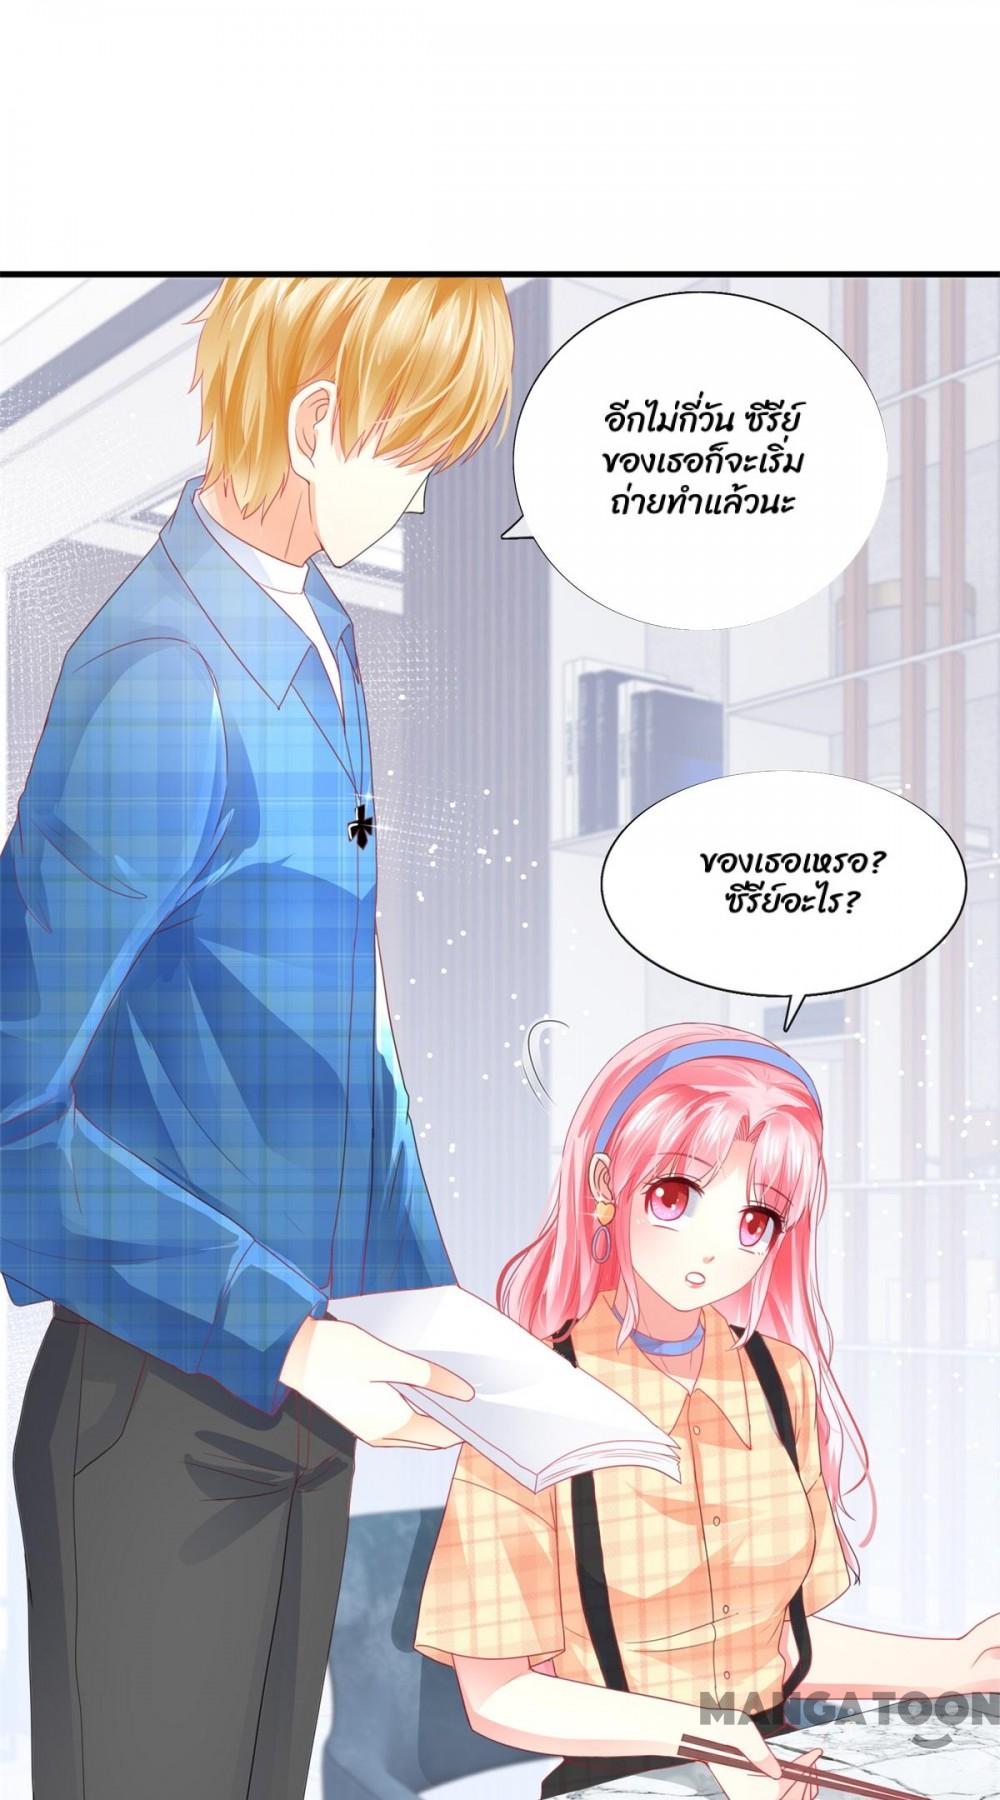 อีกไม่กี่วัน ซีรีย์
ของเธอก็จะเริ่ม
ถ่ายทำแล้วนะ
ของเธอเหรอ?
ซีรีย์อะไร?
MANGATOON